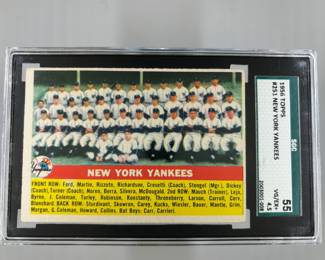 NEW YORK YANKEES
FRONT ROW: Ford, Martin, Rizzuto, Richardson, Crosetti (Coach), Stengel (Mgr.), Dickey
(Coach), Turner (Coach), Noren, Berra, Silvera, McDougald. 2nd ROW: Mauch (Trainer), Leja,
Byrne, J. Coleman, Turley, Robinson, Konstanty, Throneberry, Larsen, Carroll, Cerv,
Blanchard. BACK ROW: Sturdivant, Skowron, Carey, Kucks, Wiesler, Bauer, Mantle, Grim,
Morgan, G. Coleman, Howard, Collins. Bat Boys: Carr, Carrieri.
1956 TOPPS
#251 NEW YORK YANKEES
SGC
55
VG/EX+
4.5